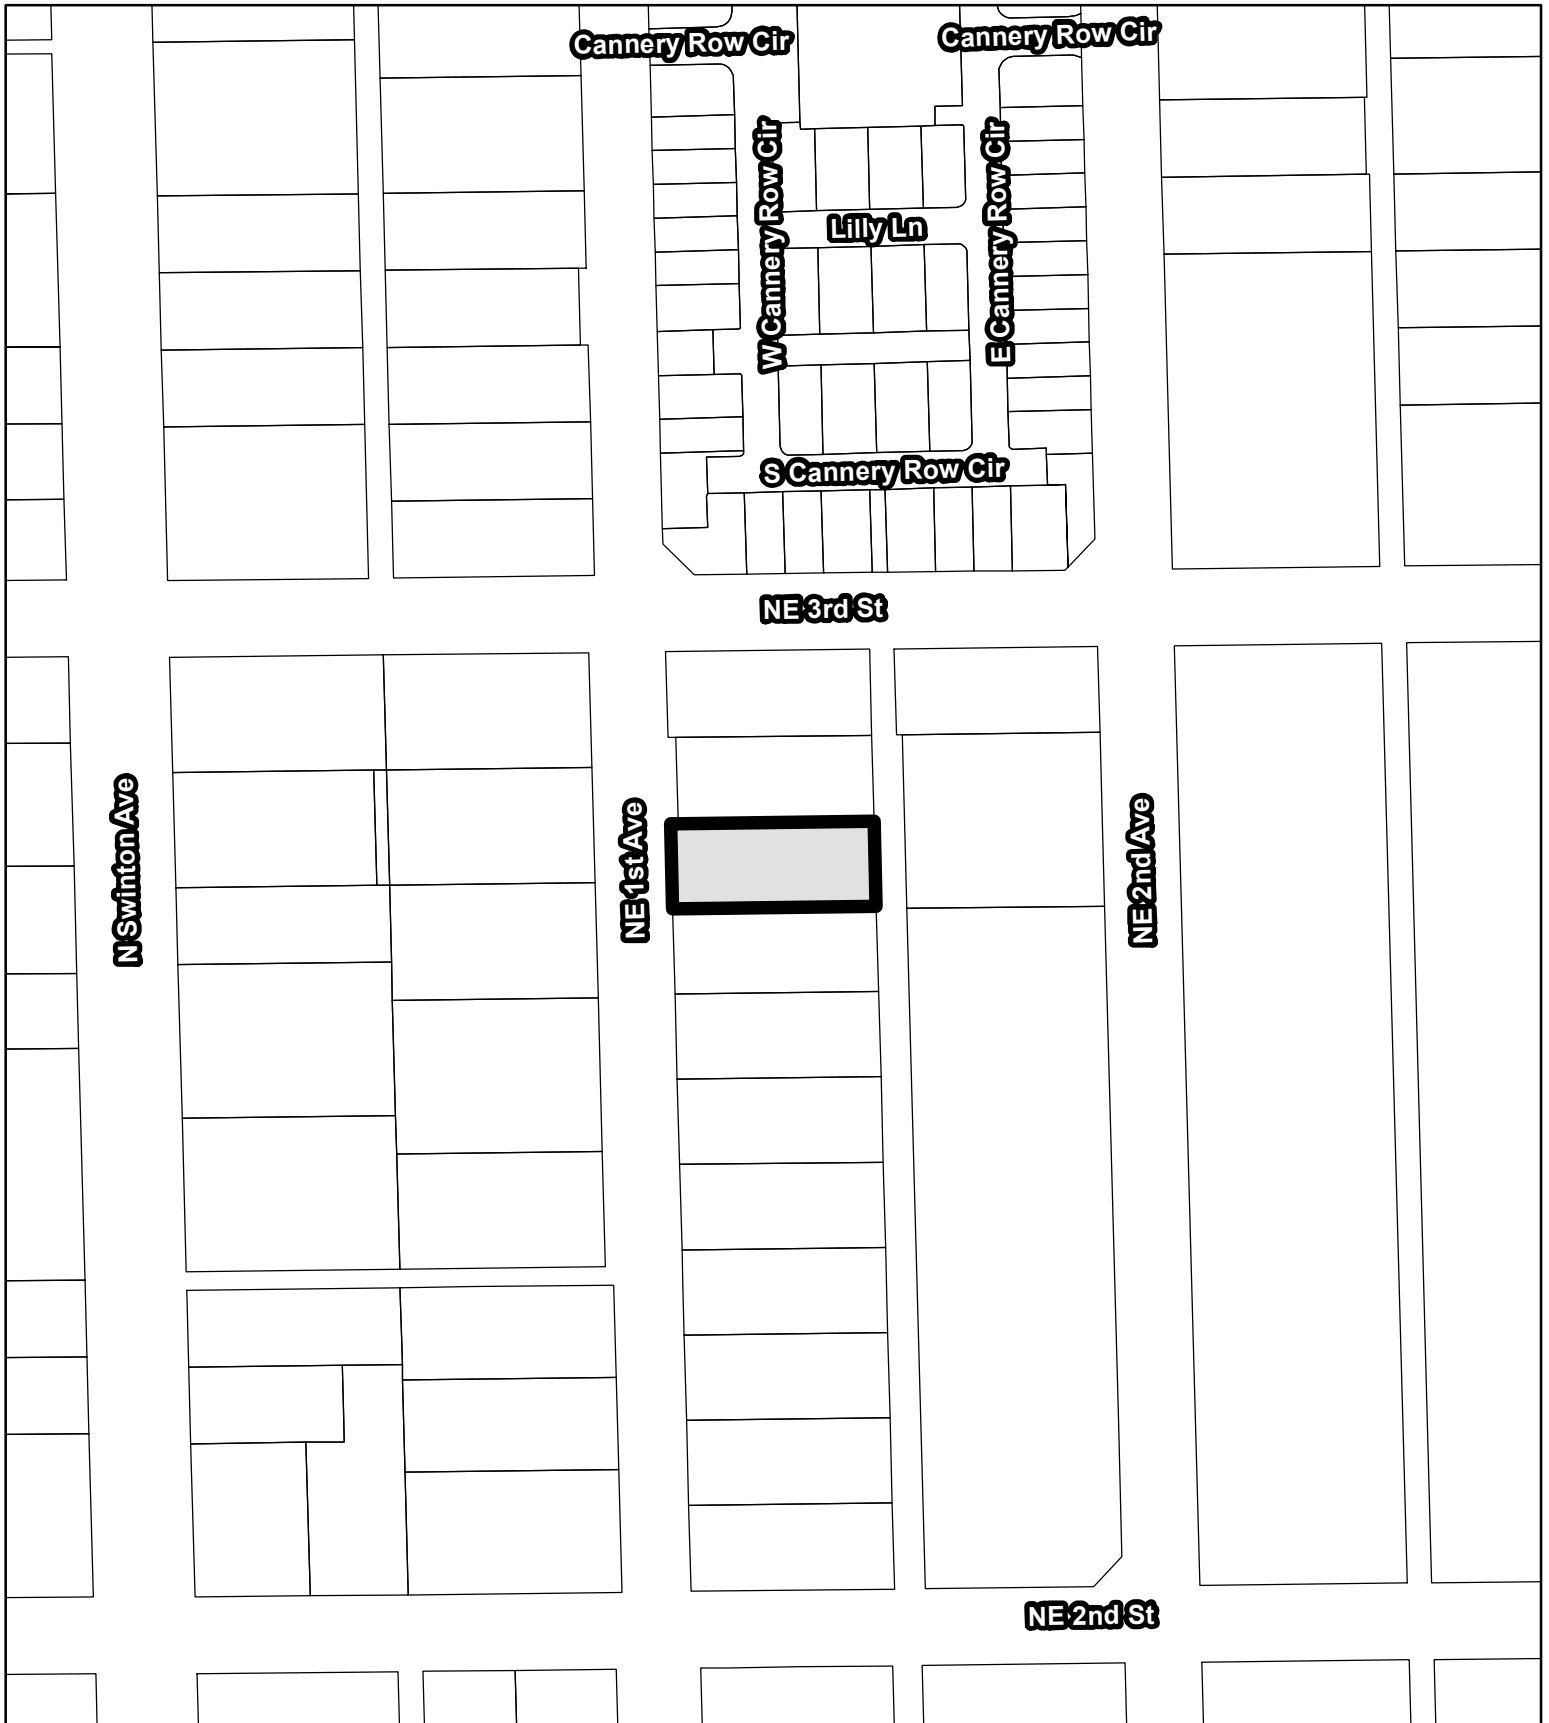 Cannery Row Cir
Cannery Row Cir
W Cannery Row Cir
E Cannery Row Cir
Lilly Ln
S Cannery Row Cir
NE 3rd St
N Swinton Ave
NE 1st Ave
NE 2nd Ave
NE 2nd St